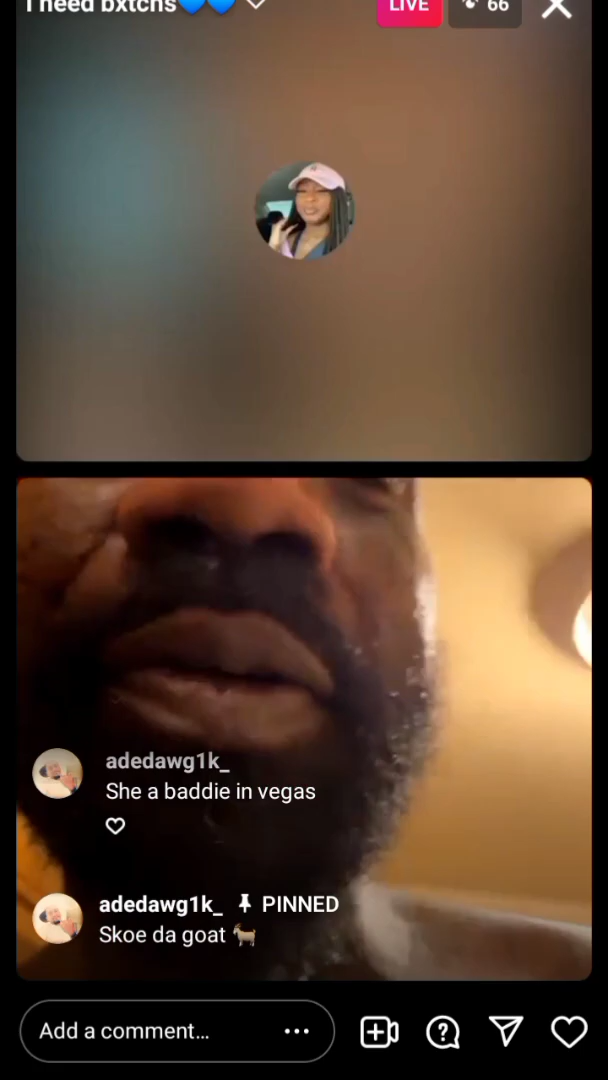 I need bxtchs💙💙
LIVE
66
adedawg1k_
She a baddie in vegas
adedawg1k_ PINNED
Skoe da goat 🐐
Add a comment...